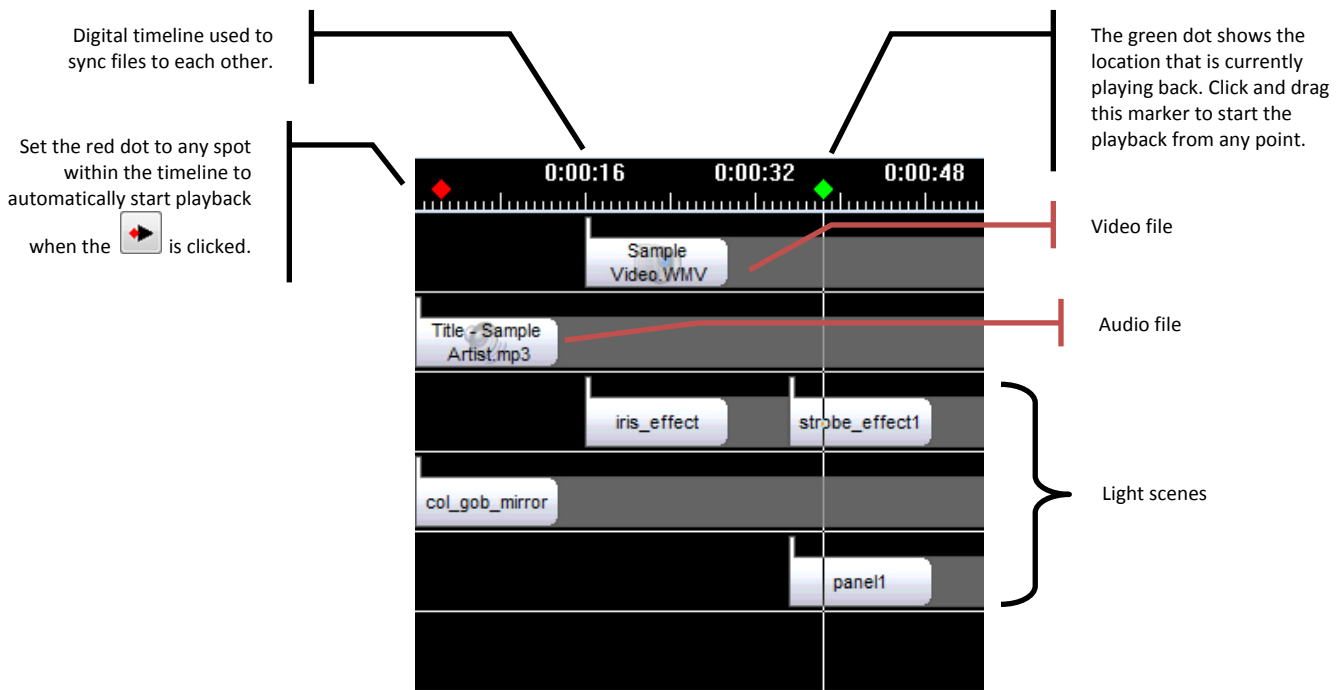 Digital timeline used to
sync files to each other.
The green dot shows the
location that is currently
playing back. Click and drag
this marker to start the
playback from any point.
Set the red dot to any spot
within the timeline to
automatically start playback
when the is clicked.
0:00:16 0:00:32 0:00:48
Sample
Video.WMV
Video file
Title - Sample
Artist.mp3
Audio file
iris_effect strobe_effect1
col_gob_mirror
Light scenes
panel1